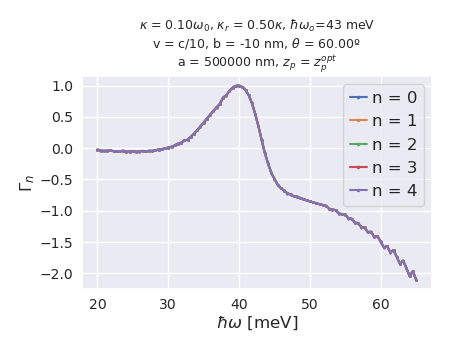 κ = 0.10ω₀, κᵣ = 0.50κ, ℏω₀=43 meV
v = c/10, b = -10 nm, θ = 60.00º
a = 500000 nm, z_p = z_p^{opt}
1.0
0.5
0.0
−0.5
−1.0
−1.5
−2.0
Γₙ
n = 0
n = 1
n = 2
n = 3
n = 4
20 30 40 50 60
ℏω [meV]